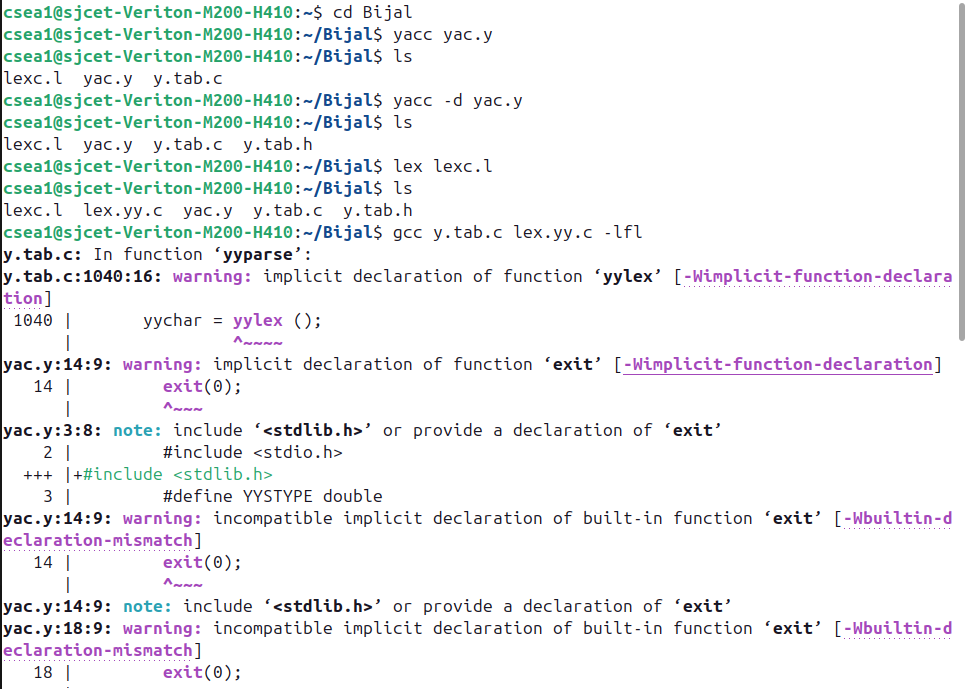 csea1@sjcet-Veriton-M200-H410:~$ cd Bijal
csea1@sjcet-Veriton-M200-H410:~/Bijal$ yacc yac.y
csea1@sjcet-Veriton-M200-H410:~/Bijal$ ls
lexc.l  yac.y  y.tab.c
csea1@sjcet-Veriton-M200-H410:~/Bijal$ yacc -d yac.y
csea1@sjcet-Veriton-M200-H410:~/Bijal$ ls
lexc.l  yac.y  y.tab.c  y.tab.h
csea1@sjcet-Veriton-M200-H410:~/Bijal$ lex lexc.l
csea1@sjcet-Veriton-M200-H410:~/Bijal$ ls
lexc.l  lex.yy.c  yac.y  y.tab.c  y.tab.h
csea1@sjcet-Veriton-M200-H410:~/Bijal$ gcc y.tab.c lex.yy.c -lfl
y.tab.c: In function ‘yyparse’:
y.tab.c:1040:16: warning: implicit declaration of function ‘yylex’ [-Wimplicit-function-declara
tion]
 1040 |       yychar = yylex ();
      |                ^~~~~
yac.y:14:9: warning: implicit declaration of function ‘exit’ [-Wimplicit-function-declaration]
   14 |         exit(0);
      |         ^~~~
yac.y:3:8: note: include ‘<stdlib.h>’ or provide a declaration of ‘exit’
    2 |         #include <stdio.h>
  +++ |+#include <stdlib.h>
    3 |         #define YYSTYPE double
yac.y:14:9: warning: incompatible implicit declaration of built-in function ‘exit’ [-Wbuiltin-d
eclaration-mismatch]
   14 |         exit(0);
      |         ^~~~
yac.y:14:9: note: include ‘<stdlib.h>’ or provide a declaration of ‘exit’
yac.y:18:9: warning: incompatible implicit declaration of built-in function ‘exit’ [-Wbuiltin-d
eclaration-mismatch]
   18 |         exit(0);